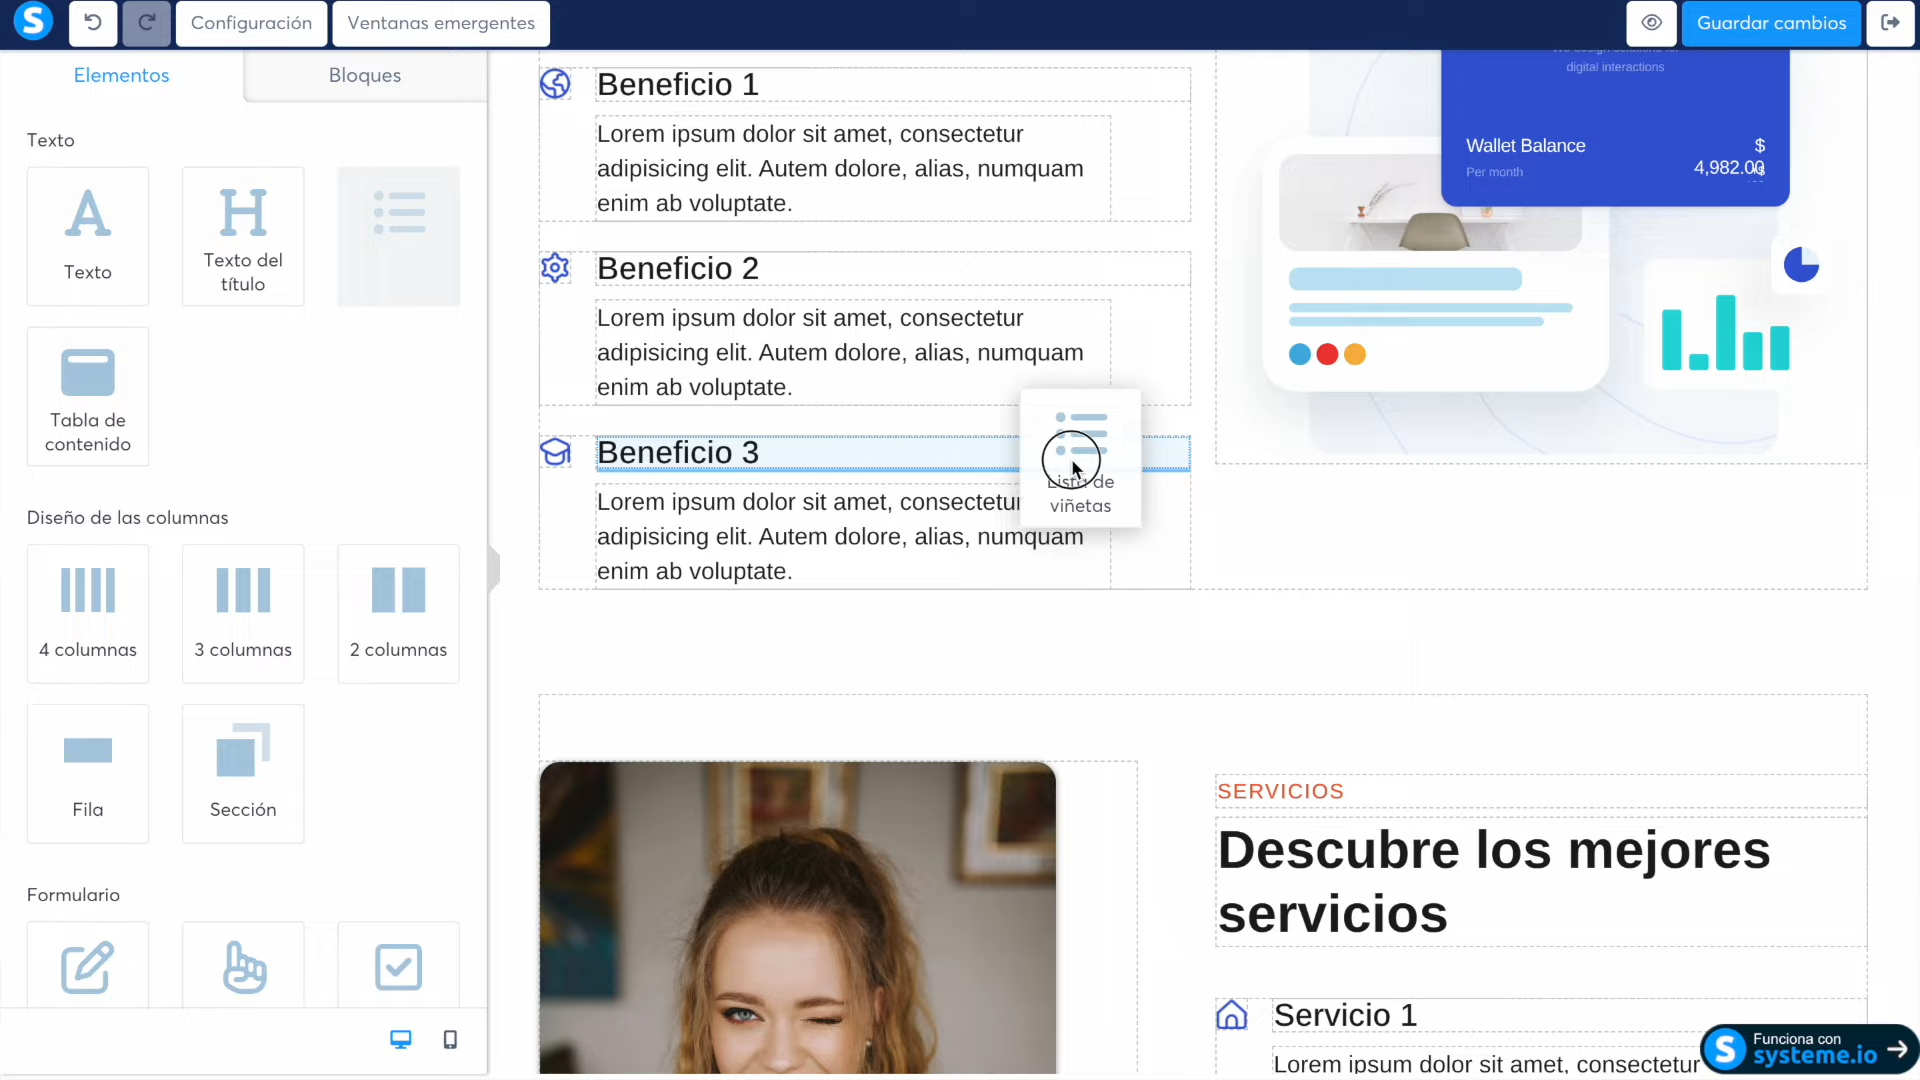 Configuración
Ventanas emergentes
Guardar cambios
Elementos
Bloques
Texto
Texto
Texto del
título
Tabla de
contenido
Diseño de las columnas
4 columnas
3 columnas
2 columnas
Fila
Sección
Formulario
Beneficio 1
Lorem ipsum dolor sit amet, consectetur
adipisicing elit. Autem dolore, alias, numquam
enim ab voluptate.
Beneficio 2
Lorem ipsum dolor sit amet, consectetur
adipisicing elit. Autem dolore, alias, numquam
enim ab voluptate.
Beneficio 3
Lorem ipsum dolor sit amet, consectetur
adipisicing elit. Autem dolore, alias, numquam
enim ab voluptate.
Lista de
viñetas
digital interactions
Wallet Balance
Per month
$
4,982.00
SERVICIOS
Descubre los mejores
servicios
Servicio 1
Lorem ipsum dolor sit amet, consectetur
Funciona con
systeme.io